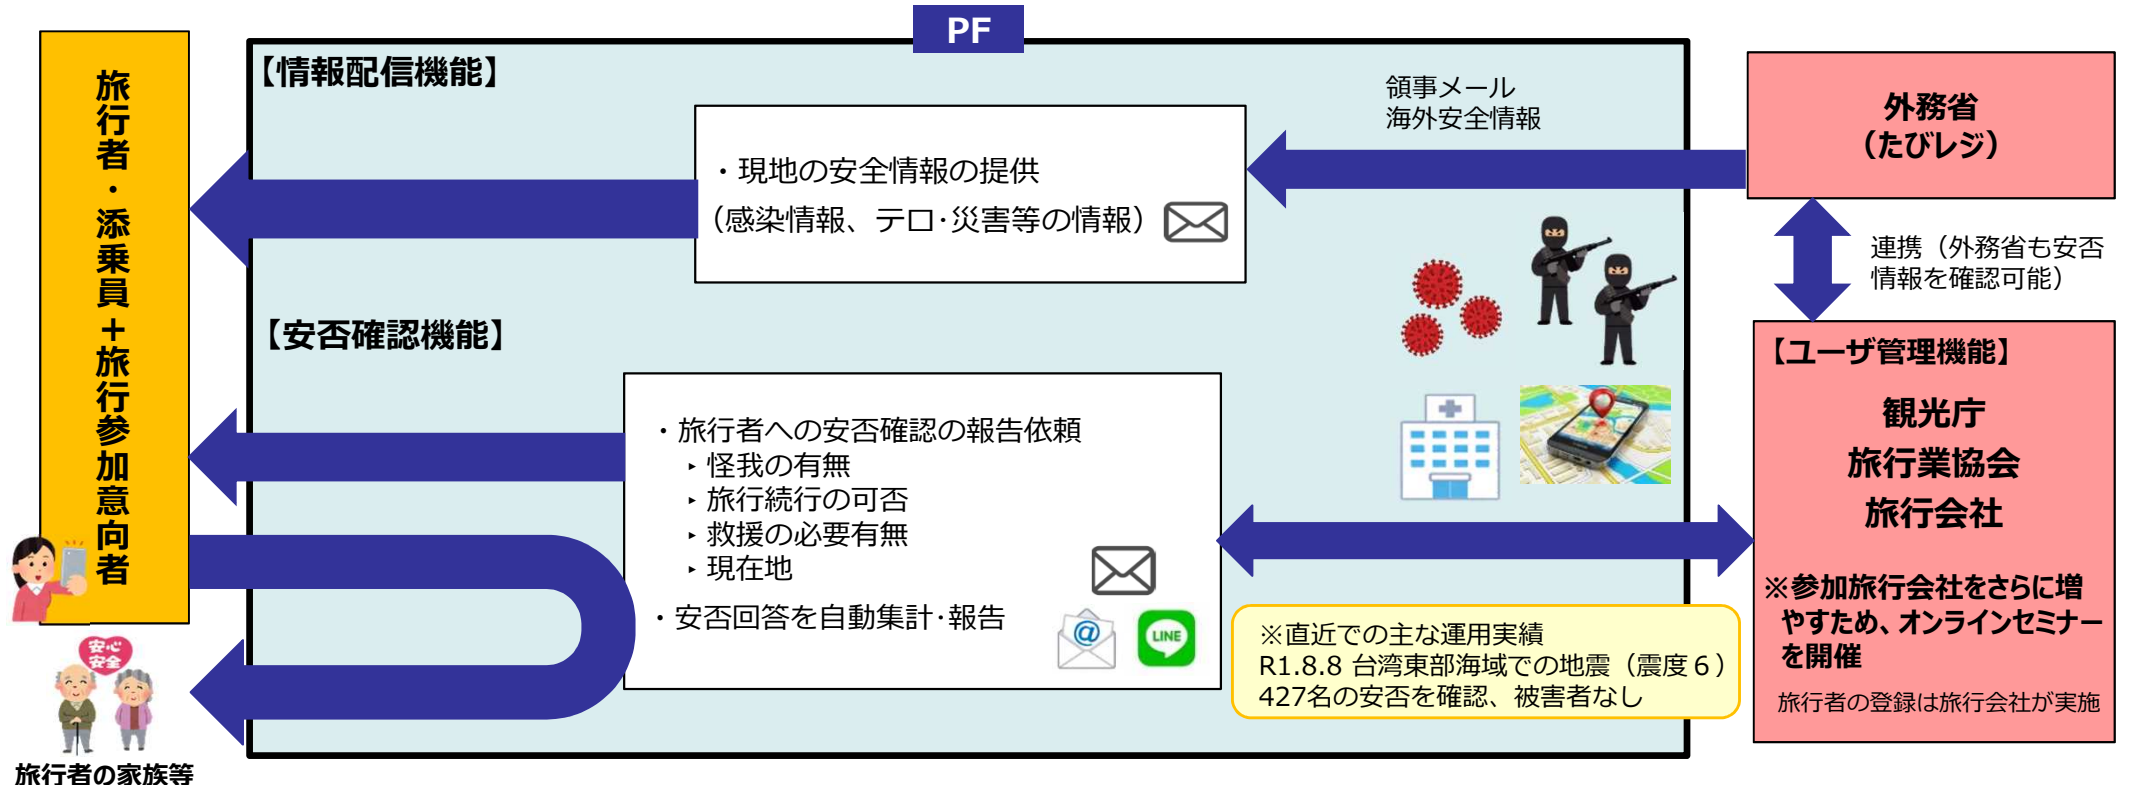 PF
旅行者・添乗員＋旅行参加意向者
【情報配信機能】
・現地の安全情報の提供
（感染情報、テロ･災害等の情報）
領事メール
海外安全情報
外務省
（たびレジ）
連携（外務省も安否
情報を確認可能）
【安否確認機能】
・旅行者への安否確認の報告依頼
‣怪我の有無
‣旅行続行の可否
‣救援の必要有無
‣現在地
・安否回答を自動集計･報告
@
LINE
※直近での主な運用実績
R1.8.8 台湾東部海域での地震（震度６）
427名の安否を確認、被害者なし
【ユーザ管理機能】
観光庁
旅行業協会
旅行会社
※参加旅行会社をさらに増
やすため、オンラインセミナー
を開催
旅行者の登録は旅行会社が実施
安心
安全
旅行者の家族等